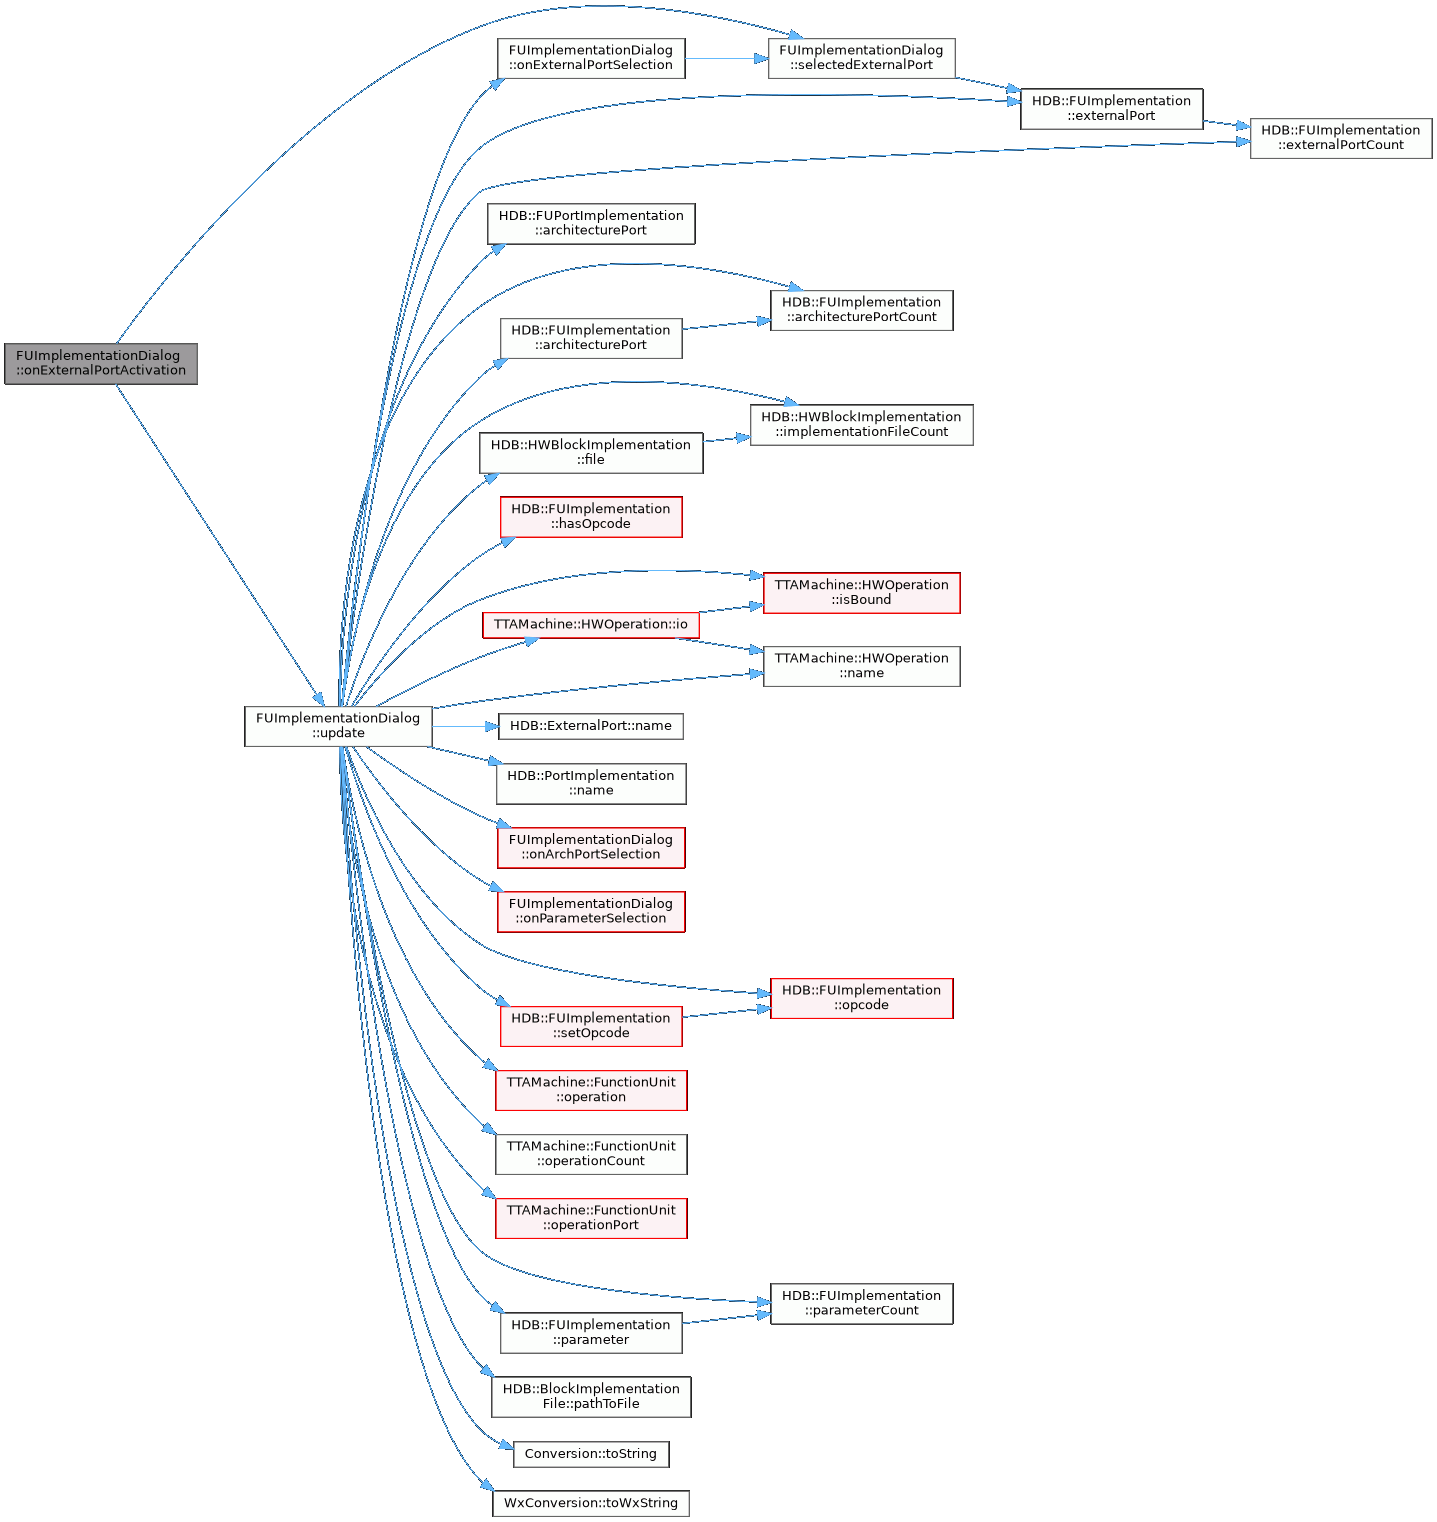 FUImplementationDialog
::onExternalPortActivation
FUImplementationDialog
::update
FUImplementationDialog
::onExternalPortSelection
FUImplementationDialog
::selectedExternalPort
HDB::FUImplementation
::externalPort
HDB::FUImplementation
::externalPortCount
HDB::FUPortImplementation
::architecturePort
HDB::FUImplementation
::architecturePortCount
HDB::FUImplementation
::architecturePort
HDB::HWBlockImplementation
::implementationFileCount
HDB::HWBlockImplementation
::file
HDB::FUImplementation
::hasOpcode
TTAMachine::HWOperation
::isBound
TTAMachine::HWOperation::io
TTAMachine::HWOperation
::name
HDB::ExternalPort::name
HDB::PortImplementation
::name
FUImplementationDialog
::onArchPortSelection
FUImplementationDialog
::onParameterSelection
HDB::FUImplementation
::opcode
HDB::FUImplementation
::setOpcode
TTAMachine::FunctionUnit
::operation
TTAMachine::FunctionUnit
::operationCount
TTAMachine::FunctionUnit
::operationPort
HDB::FUImplementation
::parameterCount
HDB::FUImplementation
::parameter
HDB::BlockImplementation
File::pathToFile
Conversion::toString
WxConversion::toWxString